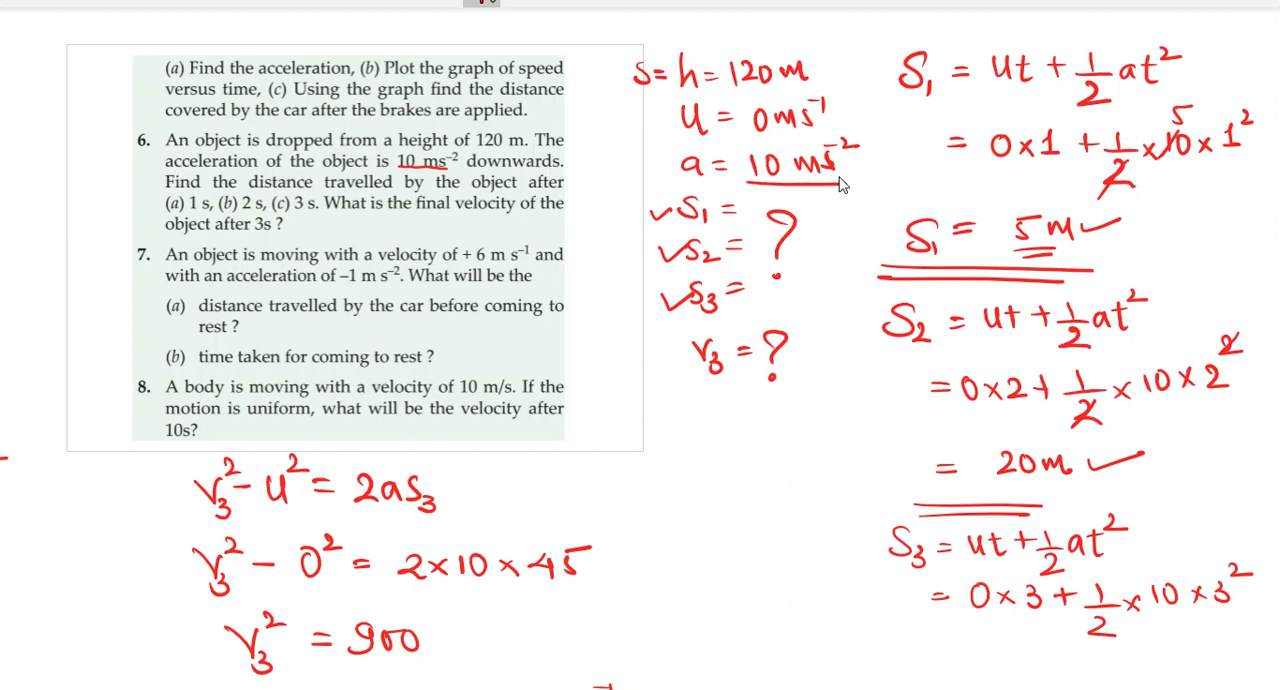 (a) Find the acceleration, (b) Plot the graph of speed
versus time, (c) Using the graph find the distance
covered by the car after the brakes are applied.
6. An object is dropped from a height of 120 m. The
acceleration of the object is 10 ms⁻² downwards.
Find the distance travelled by the object after
(a) 1 s, (b) 2 s, (c) 3 s. What is the final velocity of the
object after 3s ?
7. An object is moving with a velocity of + 6 m s⁻¹ and
with an acceleration of –1 m s⁻². What will be the
(a) distance travelled by the car before coming to
rest ?
(b) time taken for coming to rest ?
8. A body is moving with a velocity of 10 m/s. If the
motion is uniform, what will be the velocity after
10s?
S = h = 120 m
u = 0 ms⁻¹
a = 10 ms⁻²
✓S₁ =
✓S₂ = ?
✓S₃ =
v₃ = ?
S₁ = ut + 1/2 at²
= 0×1 + 1/2 × 10 × 1² 5
S₁ = 5m ✓
S₂ = ut + 1/2 at²
= 0×2 + 1/2 × 10 × 2²
= 20m ✓
S₃ = ut + 1/2 at²
= 0×3 + 1/2 × 10 × 3²
v₃² - u² = 2as₃
v₃² - 0² = 2×10×45
v₃² = 900